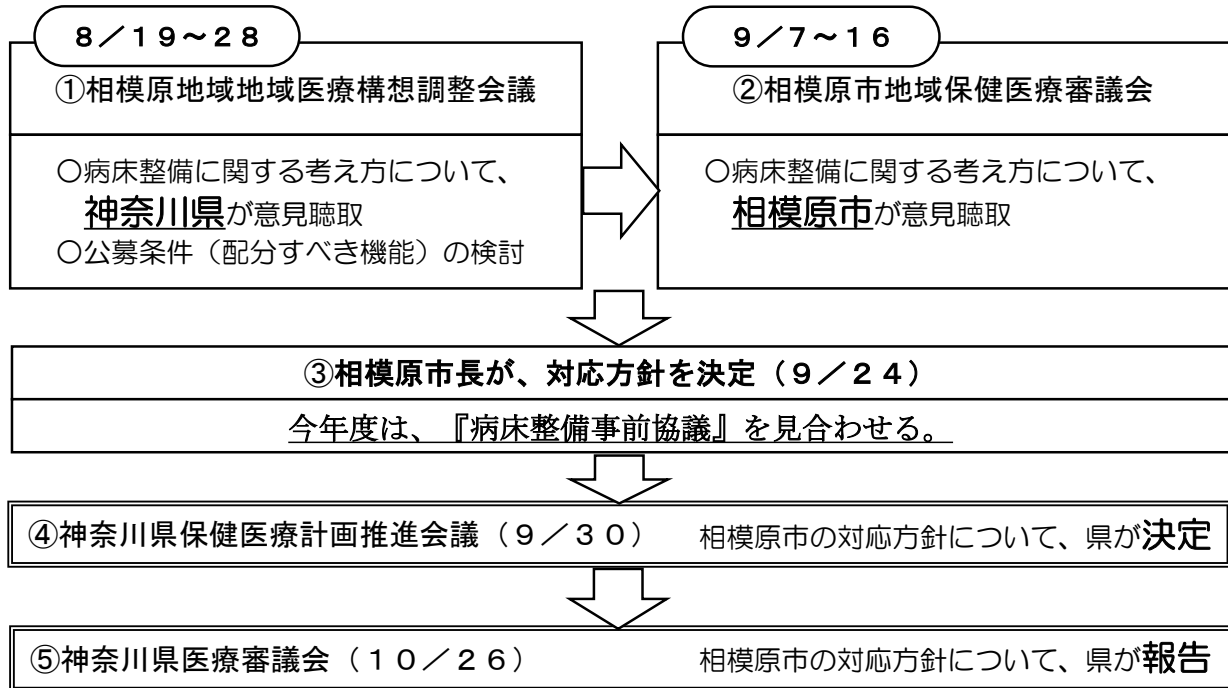 8/19~28
①相模原地域地域医療構想調整会議
○病床整備に関する考え方について、
神奈川県が意見聴取
○公募条件(配分すべき機能)の検討
9/7~16
②相模原市地域保健医療審議会
○病床整備に関する考え方について、
相模原市が意見聴取
③相模原市長が、対応方針を決定(9/24)
今年度は、『病床整備事前協議』を見合わせる。
④神奈川県保健医療計画推進会議(9/30) 相模原市の対応方針について、県が決定
⑤神奈川県医療審議会(10/26) 相模原市の対応方針について、県が報告